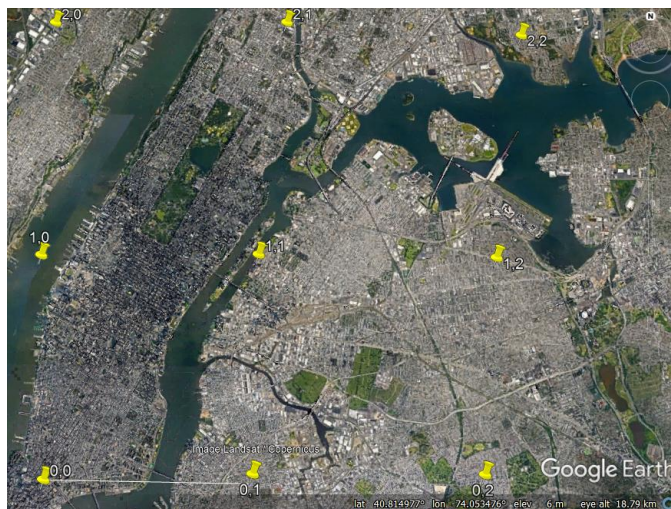 2,0
2,1
2.2
N
1,0
1,1
1,2
Image Landsat / Copernicus
0.0
0.1
0.2
Google Earth
lat 40.814977° lon 74.053476° elev 6 m eye alt 18.79 km